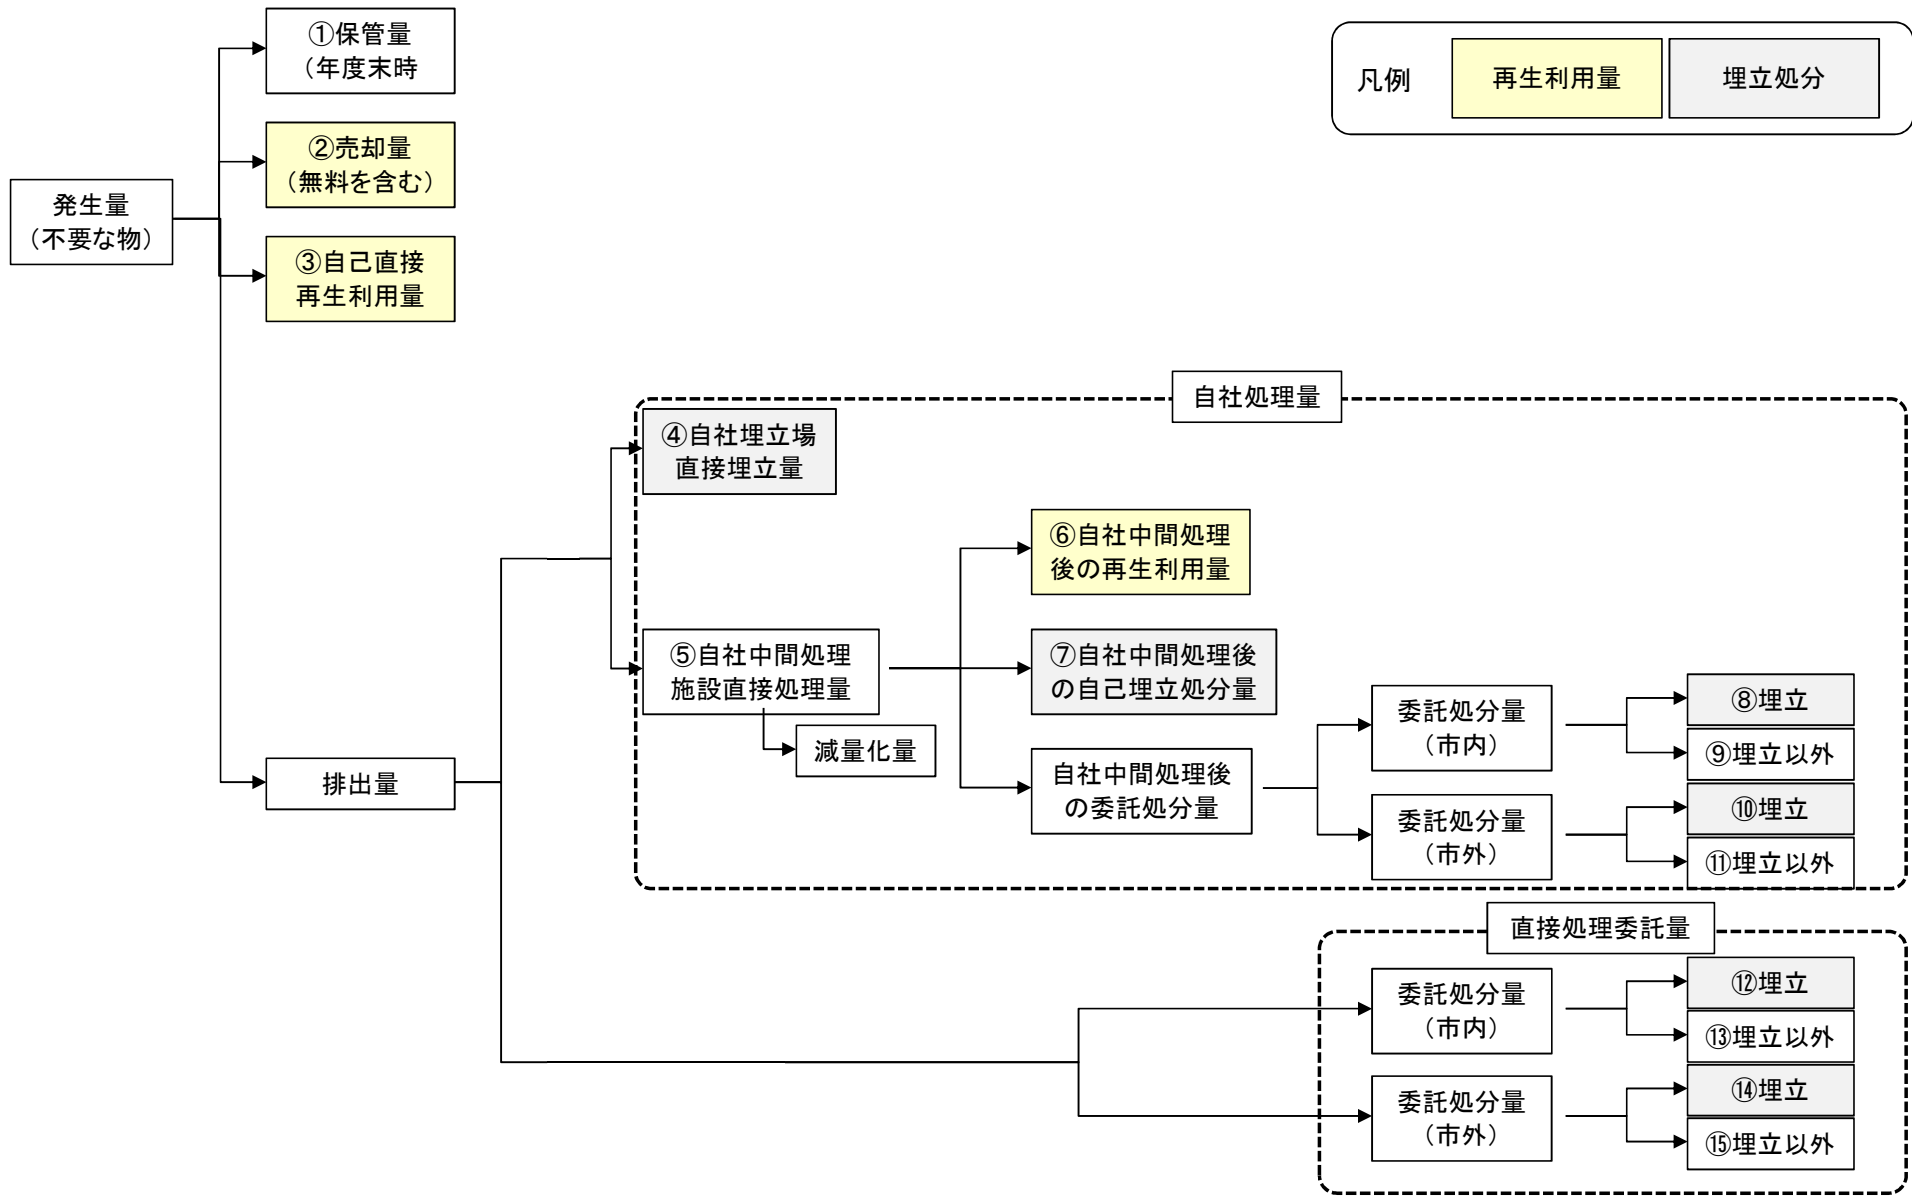 ①保管量
（年度末時
②売却量
（無料を含む）
発生量
（不要な物）
③自己直接
再生利用量
凡例
再生利用量
埋立処分
自社処理量
④自社埋立場
直接埋立量
⑥自社中間処理
後の再生利用量
⑤自社中間処理
施設直接処理量
⑦自社中間処理後
の自己埋立処分量
減量化量
排出量
自社中間処理後
の委託処分量
委託処分量
（市内）
⑧埋立
⑨埋立以外
委託処分量
（市外）
⑩埋立
⑪埋立以外
直接処理委託量
委託処分量
（市内）
⑫埋立
⑬埋立以外
委託処分量
（市外）
⑭埋立
⑮埋立以外